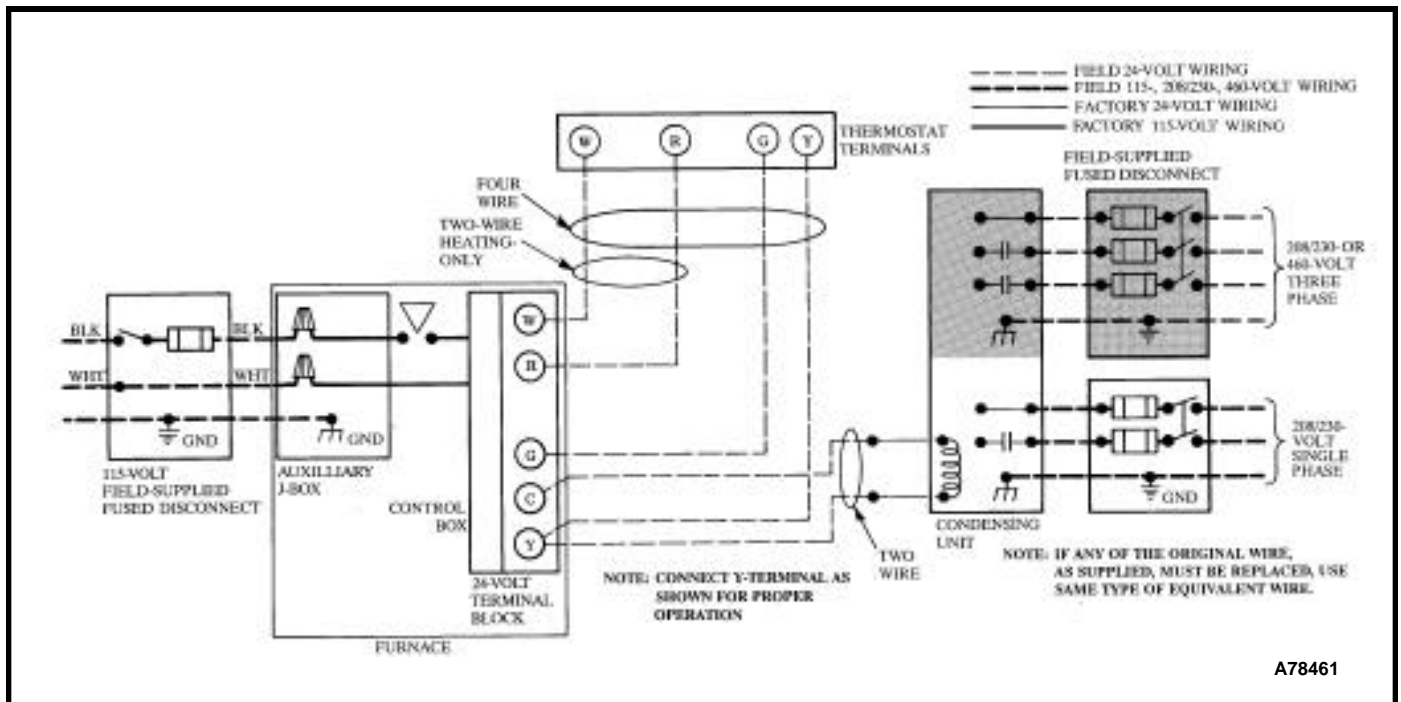 FIELD 24-VOLT WIRING
FIELD 115-, 208/230-, 460-VOLT WIRING
FACTORY 24-VOLT WIRING
FACTORY 115-VOLT WIRING
W
R
G
Y
THERMOSTAT
TERMINALS
FIELD-SUPPLIED
FUSED DISCONNECT
FOUR
WIRE
TWO-WIRE
HEATING-
ONLY
208/230- OR
460-VOLT
THREE
PHASE
BLK
BLK
WHT
WHT
GND
GND
W
R
G
C
Y
115-VOLT
FIELD-SUPPLIED
FUSED DISCONNECT
AUXILLIARY
J-BOX
CONTROL
BOX
24-VOLT
TERMINAL
BLOCK
FURNACE
NOTE: CONNECT Y-TERMINAL AS
SHOWN FOR PROPER
OPERATION
TWO
WIRE
CONDENSING
UNIT
GND
208/230-
VOLT
SINGLE
PHASE
NOTE: IF ANY OF THE ORIGINAL WIRE,
AS SUPPLIED, MUST BE REPLACED, USE
SAME TYPE OF EQUIVALENT WIRE.
A78461